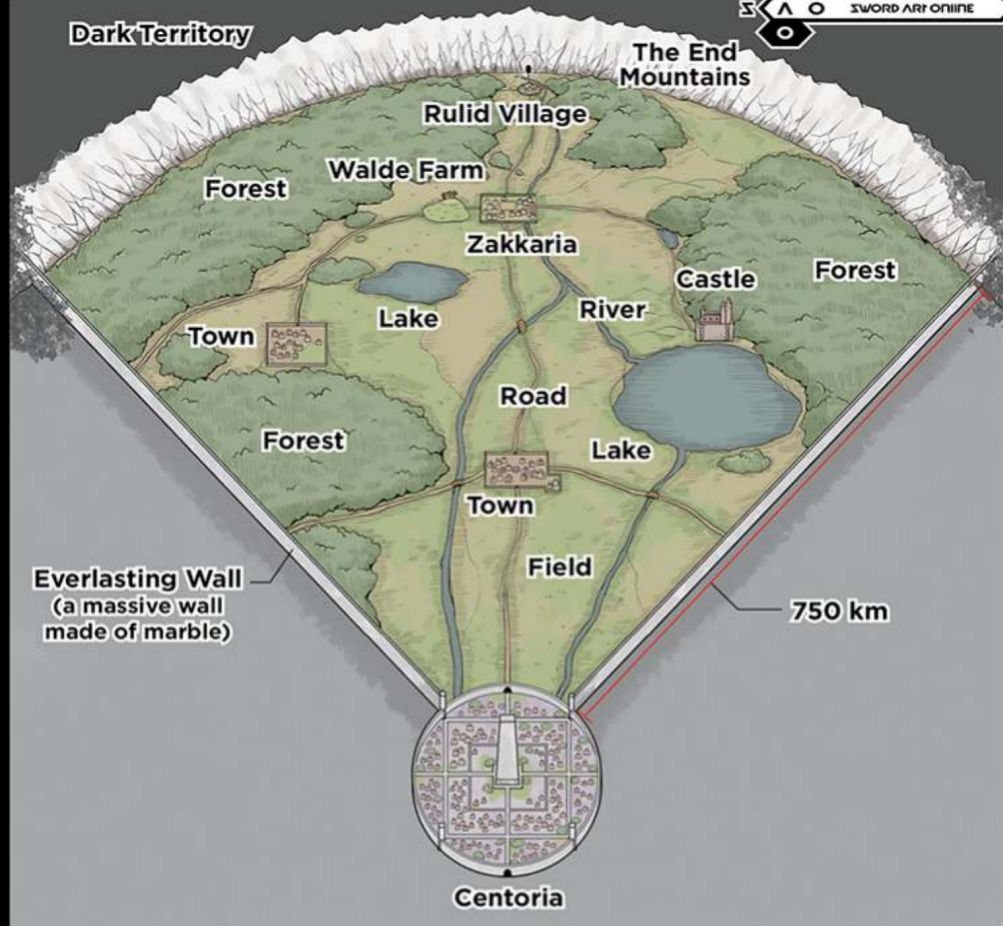 SAO SWORD ART ONLINE
Dark Territory
The End
Mountains
Rulid Village
Walde Farm
Forest
Zakkaria
Castle
Forest
Lake
River
Town
Road
Forest
Lake
Town
Field
Everlasting Wall
(a massive wall
made of marble)
750 km
Centoria